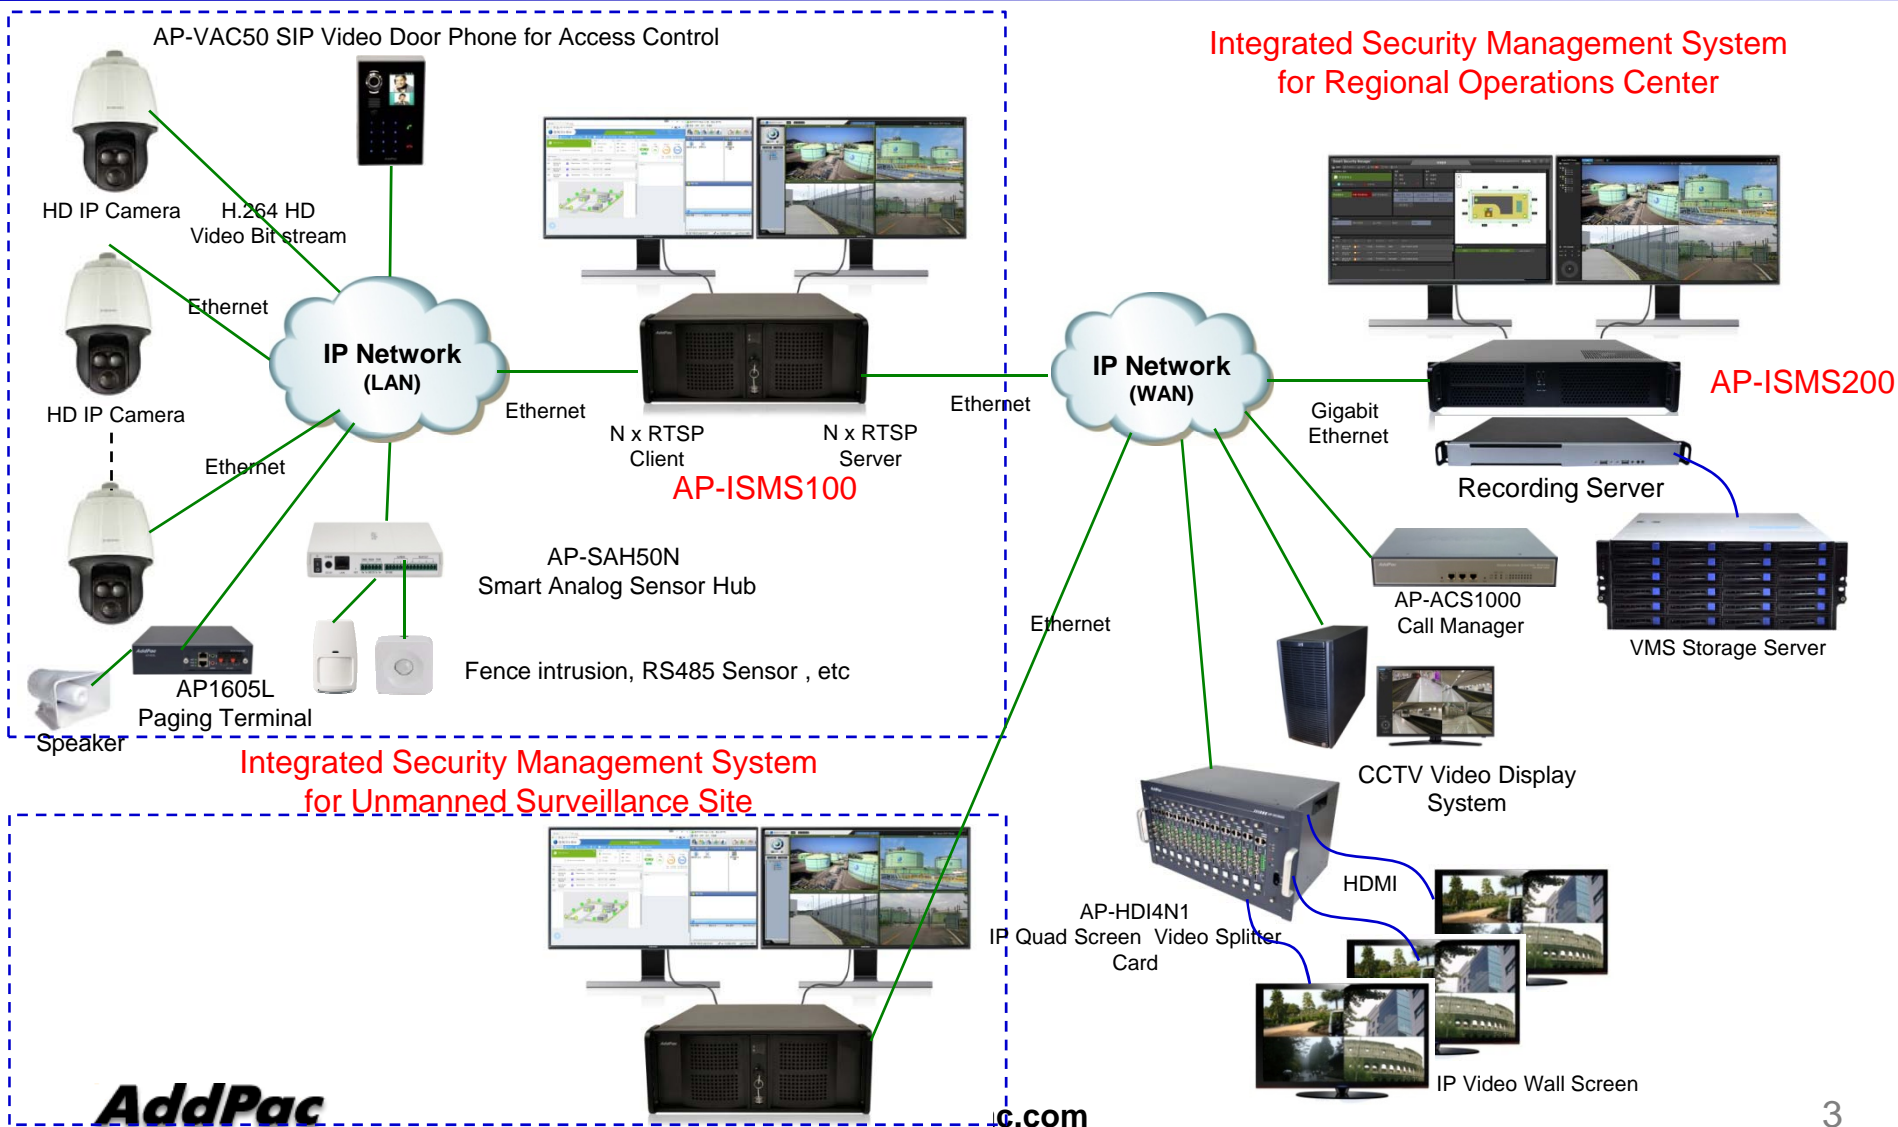 AP-VAC50 SIP Video Door Phone for Access Control
Integrated Security Management System
for Regional Operations Center
HD IP Camera
H.264 HD
Video Bit stream
Ethernet
IP Network
(LAN)
HD IP Camera
Ethernet
Ethernet
N x RTSP
Client
N x RTSP
Server
AP-ISMS100
Ethernet
IP Network
(WAN)
Gigabit
Ethernet
AP-ISMS200
Recording Server
AP-SAH50N
Smart Analog Sensor Hub
Fence intrusion, RS485 Sensor , etc
AddPac
AP1605L
Paging Terminal
Speaker
Ethernet
AP-ACS1000
Call Manager
VMS Storage Server
CCTV Video Display
System
Integrated Security Management System
for Unmanned Surveillance Site
HDMI
AP-HDI4N1
IP Quad Screen Video Splitter
Card
IP Video Wall Screen
AddPac
c.com
3